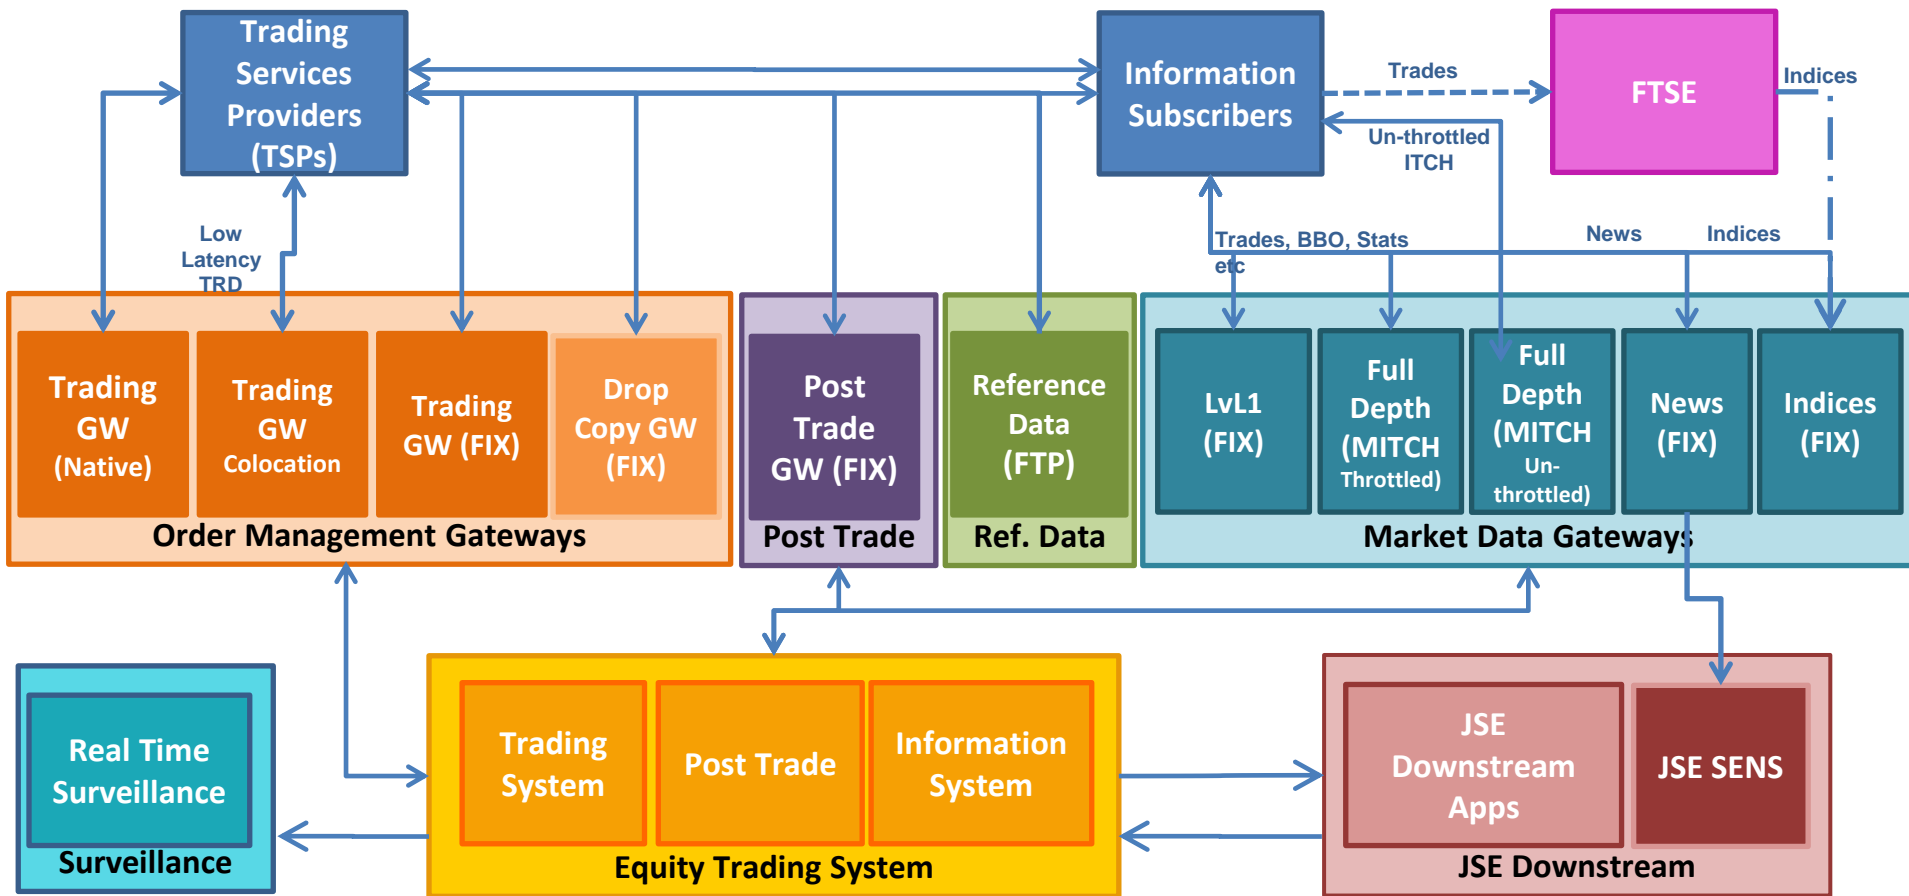 Trading
Services
Providers
(TSPs)
Information
Subscribers
Trades
FTSE
Indices
Un-throttled
ITCH
Low
Latency
TRD
Trades, BBO, Stats
etc
News
Indices
Trading
GW
(Native)
Trading
GW
Colocation
Trading
GW (FIX)
Drop
Copy GW
(FIX)
Order Management Gateways
Post
Trade
GW (FIX)
Post Trade
Reference
Data
(FTP)
Ref. Data
LvL1
(FIX)
Full
Depth
(MITCH
Throttled)
Full
Depth
(MITCH
Un-
throttled)
News
(FIX)
Indices
(FIX)
Market Data Gateways
Real Time
Surveillance
Surveillance
Trading
System
Post Trade
Information
System
Equity Trading System
JSE
Downstream
Apps
JSE SENS
JSE Downstream